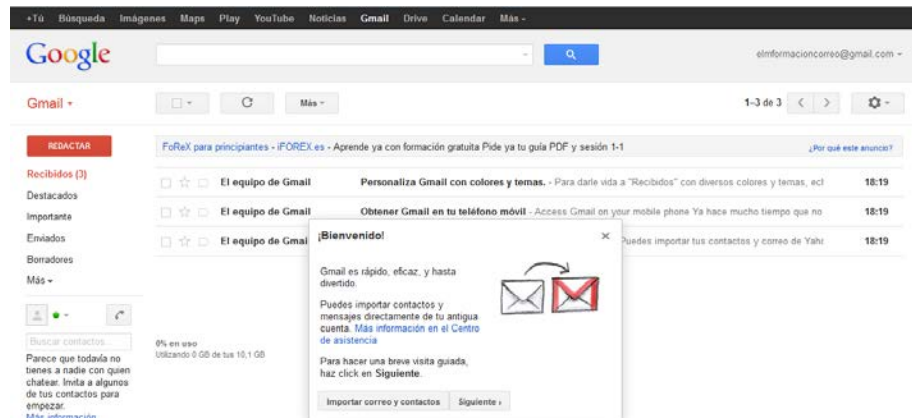 +Tú Búsqueda Imágenes Maps Play YouTube Noticias Gmail Drive Calendar Más
Google
elmformacioncorreo@gmail.com
Gmail
Más
1–3 de 3
REDACTAR
FoReX para principiantes - iFOREX.es - Aprende ya con formación gratuita Pide ya tu guía PDF y sesión 1-1
¿Por qué este anuncio?
Recibidos (3)
Destacados
Importante
Enviados
Borradores
Más
El equipo de Gmail Personaliza Gmail con colores y temas. - Para darle vida a "Recibidos" con diversos colores y temas, ecl 18:19
El equipo de Gmail Obtener Gmail en tu teléfono móvil - Access Gmail on your mobile phone Ya hace mucho tiempo que no 18:19
El equipo de Gmai Puedes importar tus contactos y correo de Yaho 18:19
¡Bienvenido!
Gmail es rápido, eficaz, y hasta
divertido.
Puedes importar contactos y
mensajes directamente de tu antigua
cuenta. Más información en el Centro
de asistencia
Para hacer una breve visita guiada,
haz click en Siguiente.
Importar correo y contactos Siguiente ›
Buscar contactos...
Parece que todavía no
tienes a nadie con quien
chatear. Invita a algunos
de tus contactos para
empezar.
Más información
0% en uso
Utilizando 0 GB de tus 10,1 GB